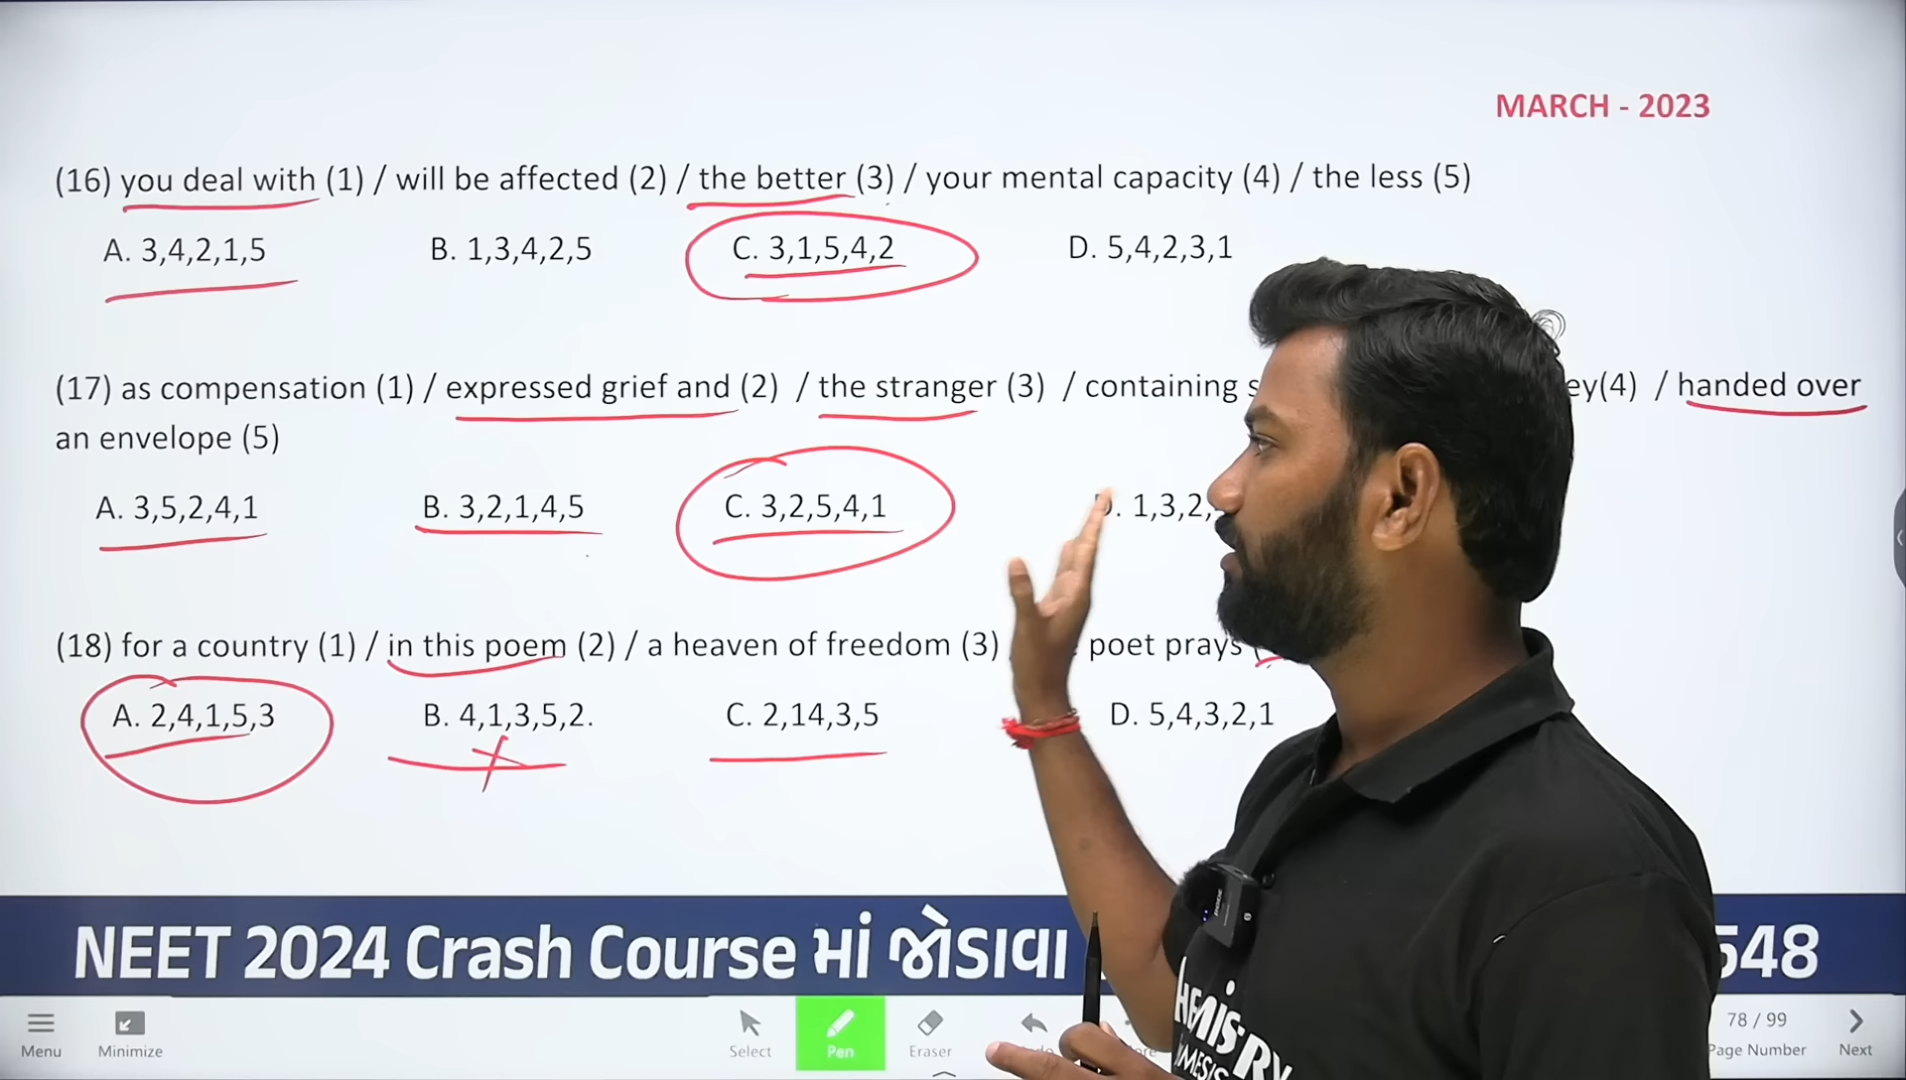 MARCH - 2023
(16) you deal with (1) / will be affected (2) / the better (3) / your mental capacity (4) / the less (5)
A. 3,4,2,1,5 B. 1,3,4,2,5 C. 3,1,5,4,2 D. 5,4,2,3,1
(17) as compensation (1) / expressed grief and (2) / the stranger (3) / containing (4) / handed over
an envelope (5)
A. 3,5,2,4,1 B. 3,2,1,4,5 C. 3,2,5,4,1 1,3,2,
(18) for a country (1) / in this poem (2) / a heaven of freedom (3) poet prays
A. 2,4,1,5,3 B. 4,1,3,5,2. C. 2,14,3,5 D. 5,4,3,2,1
NEET 2024 Crash Course માં જોડાવા 548
Menu Minimize Select Pen Eraser Page Number Next
78 / 99